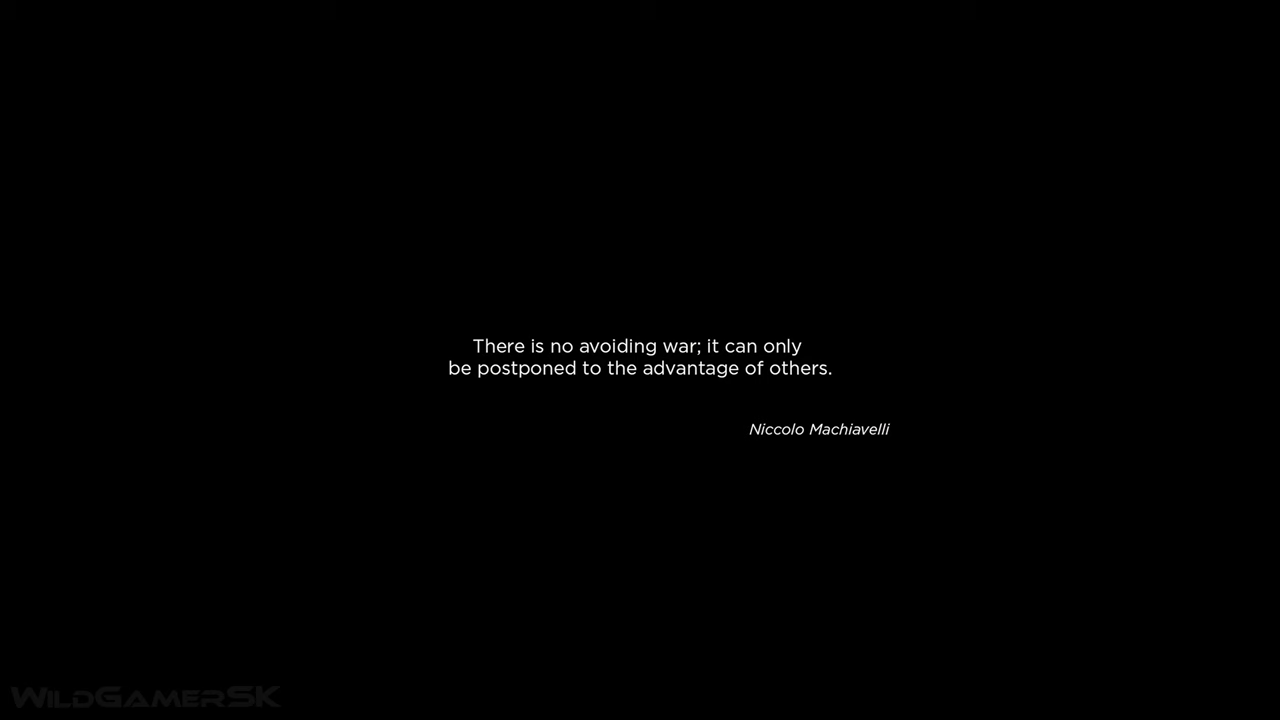 There is no avoiding war; it can only
be postponed to the advantage of others.
Niccolo Machiavelli
WildGamerSK